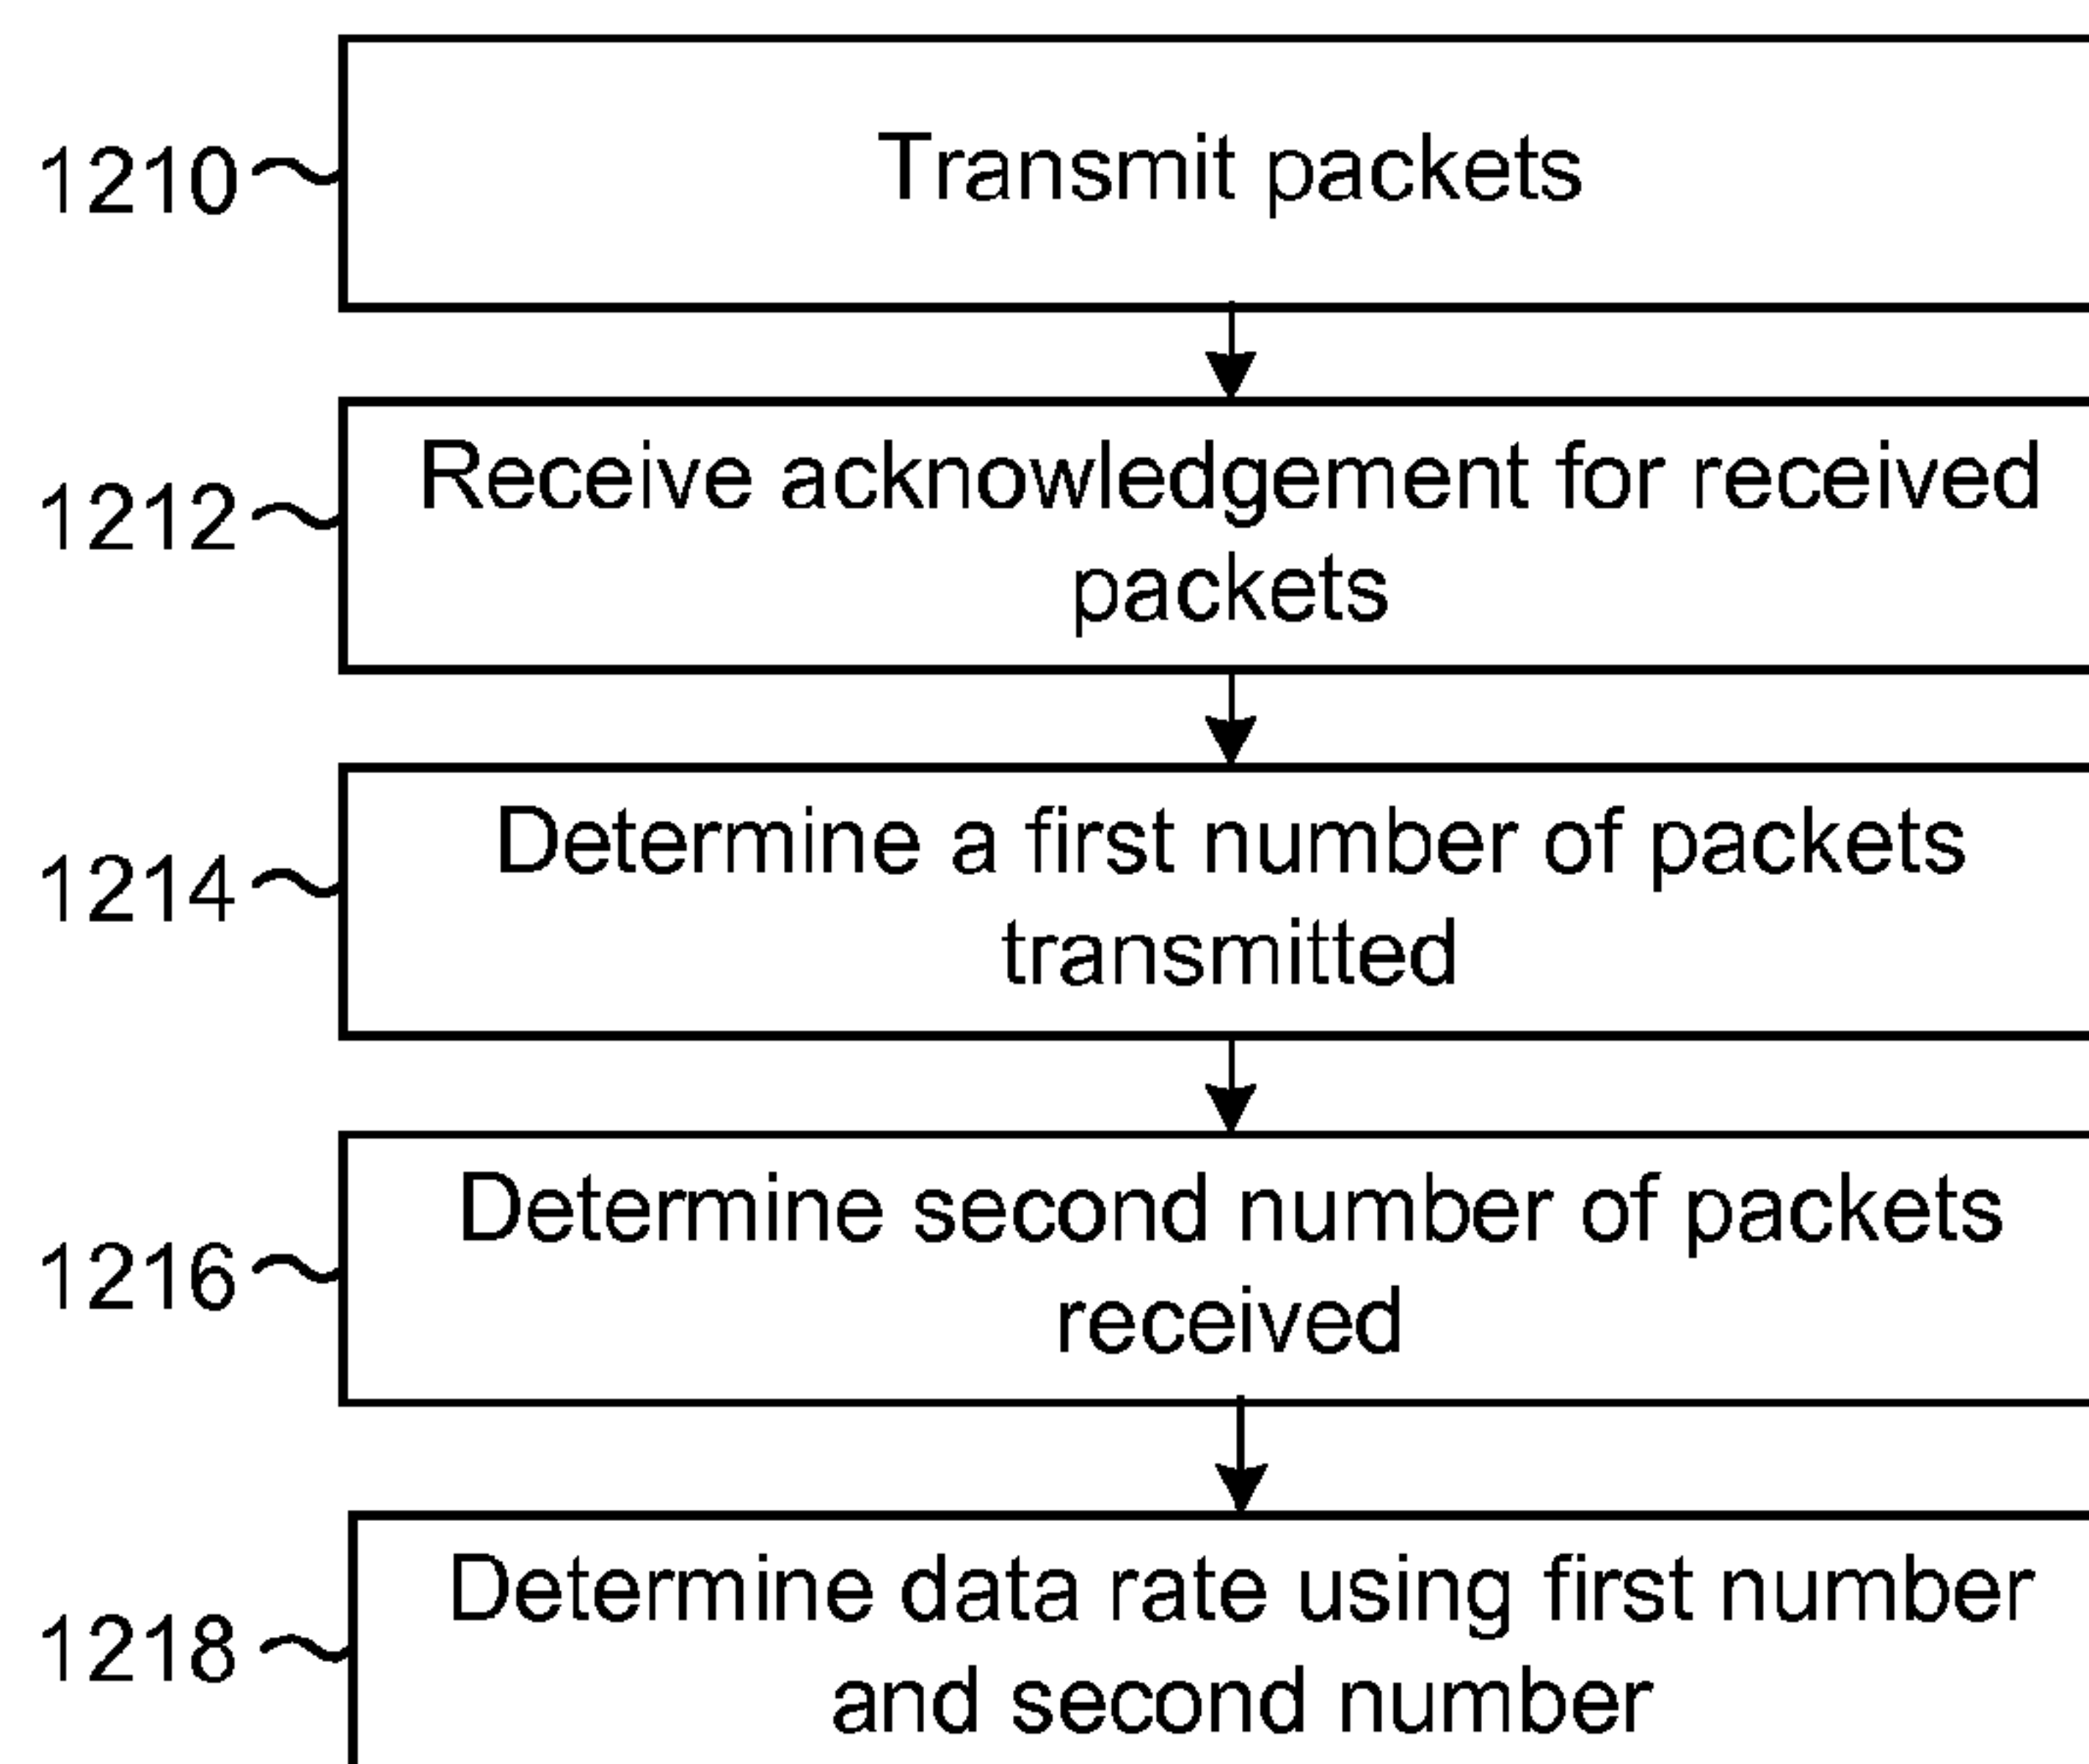 1210
Transmit packets
1212
Receive acknowledgement for received
packets
1214
Determine a first number of packets
transmitted
1216
Determine second number of packets
received
1218
Determine data rate using first number
and second number